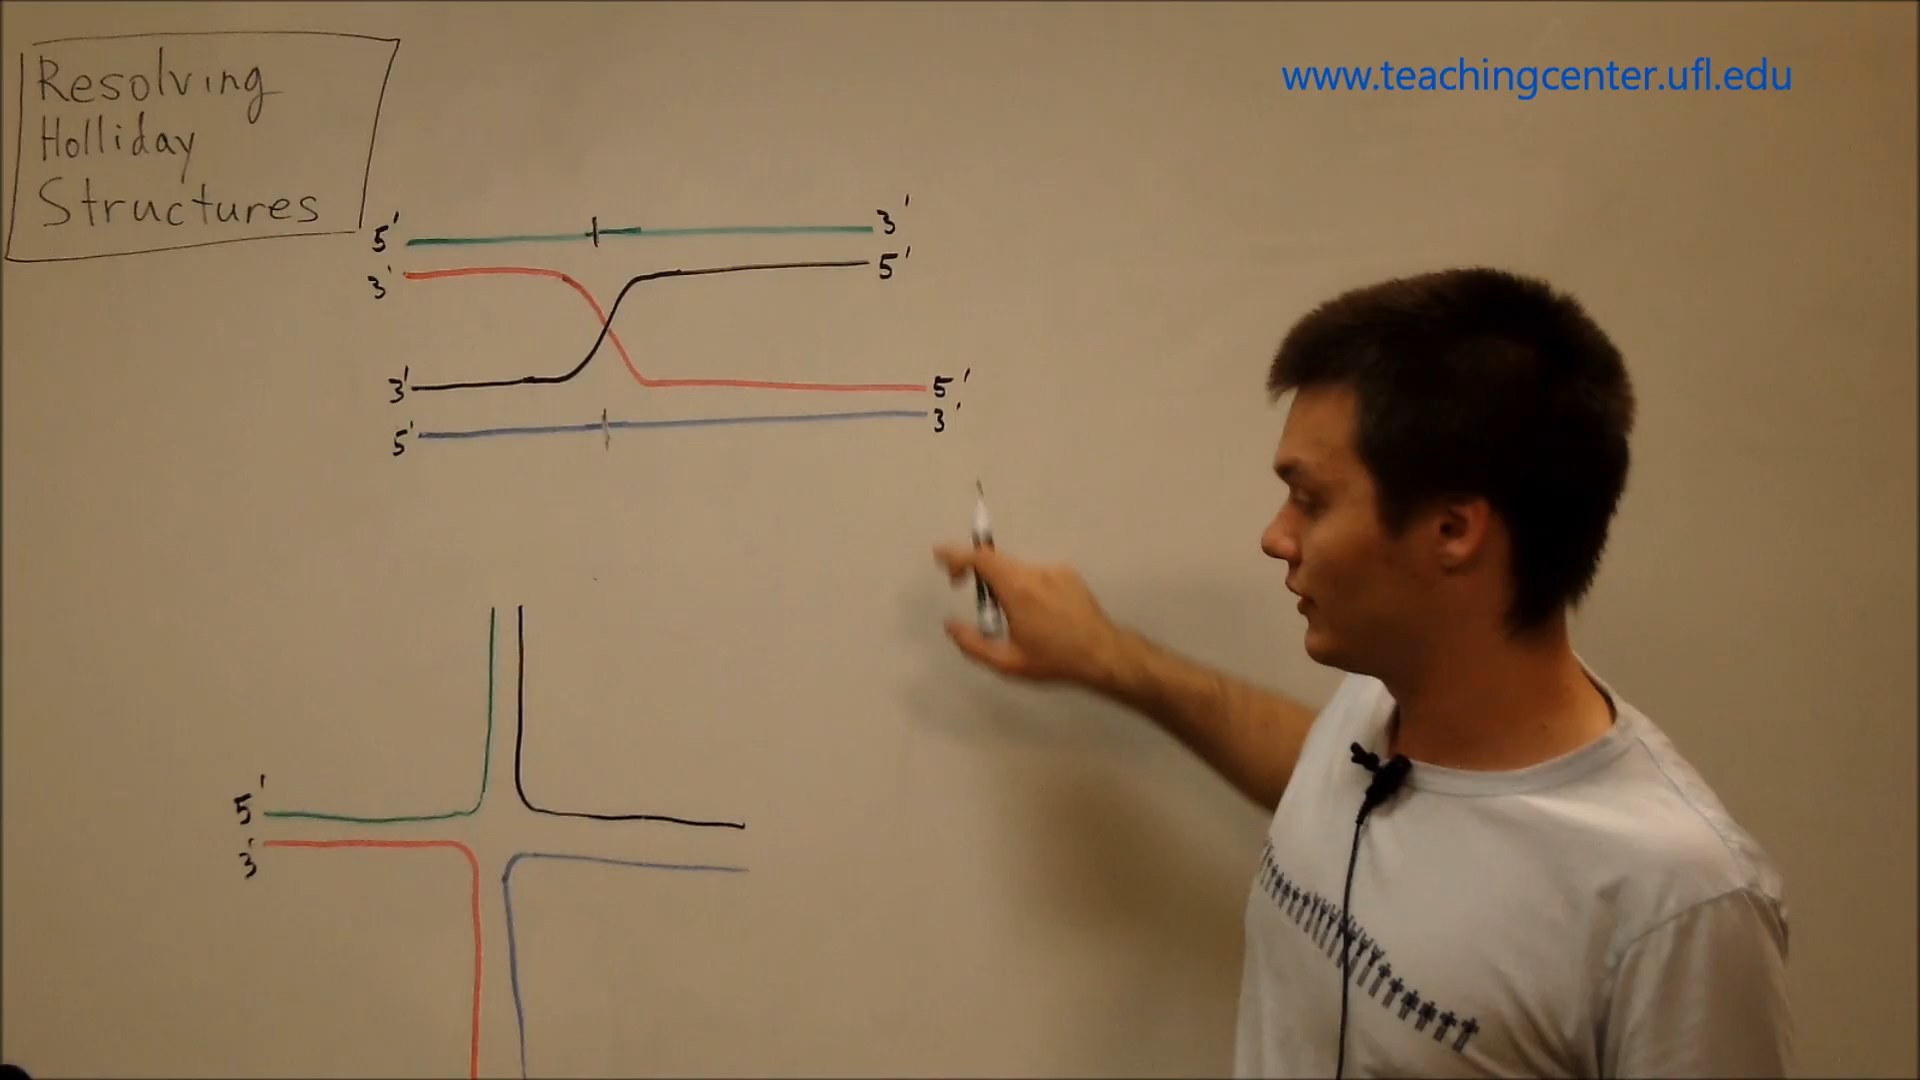 www.teachingcenter.ufl.edu
Resolving
Holliday
Structures
5' 3'
3' 5'
3' 5'
5' 3'
5'
3'